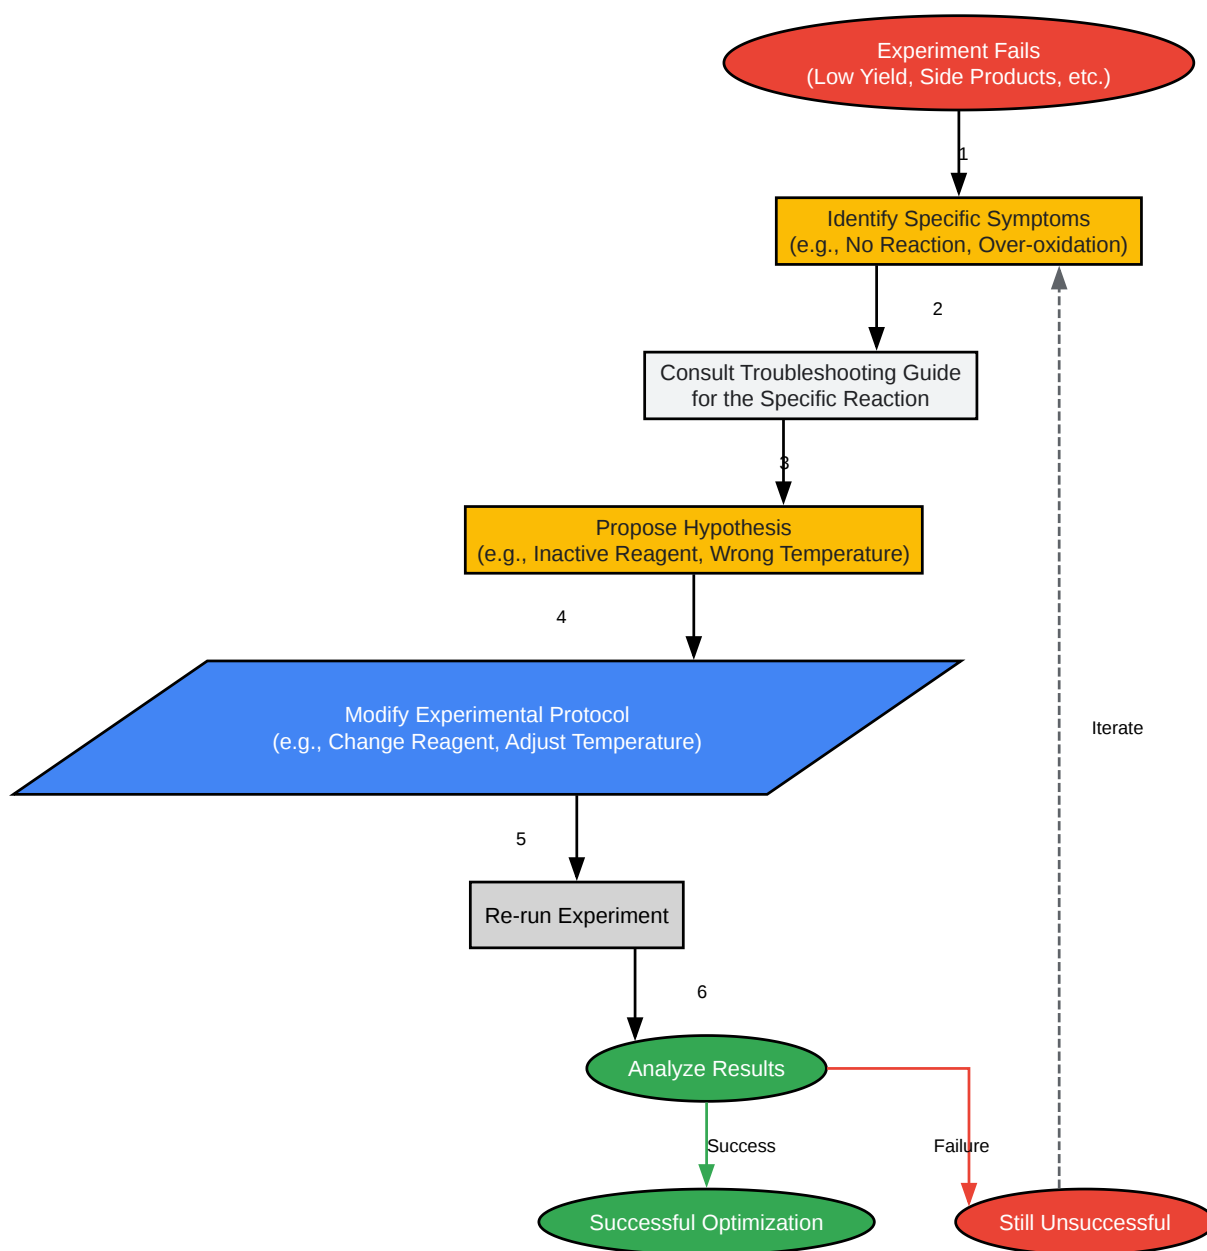 Experiment Fails
(Low Yield, Side Products, etc.)
1
Identify Specific Symptoms
(e.g., No Reaction, Over-oxidation)
2
Consult Troubleshooting Guide
for the Specific Reaction
3
Propose Hypothesis
(e.g., Inactive Reagent, Wrong Temperature)
4
Modify Experimental Protocol
(e.g., Change Reagent, Adjust Temperature)
Iterate
5
Re-run Experiment
6
Analyze Results
Success
Failure
Successful Optimization
Still Unsuccessful